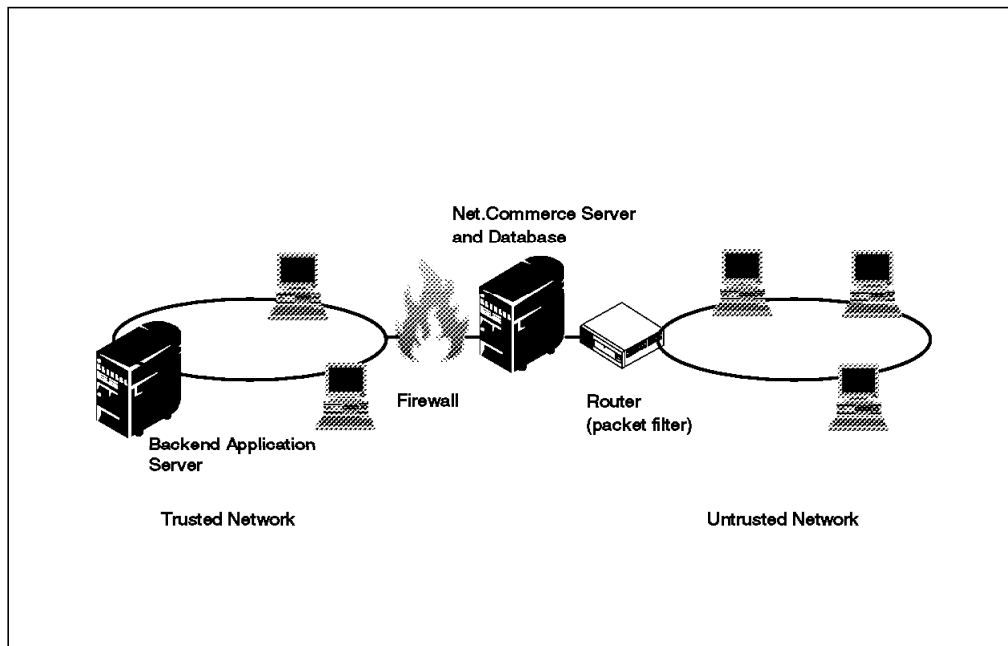 Net.Commerce Server
and Database
Firewall
Router
(packet filter)
Backend Application
Server
Trusted Network
Untrusted Network